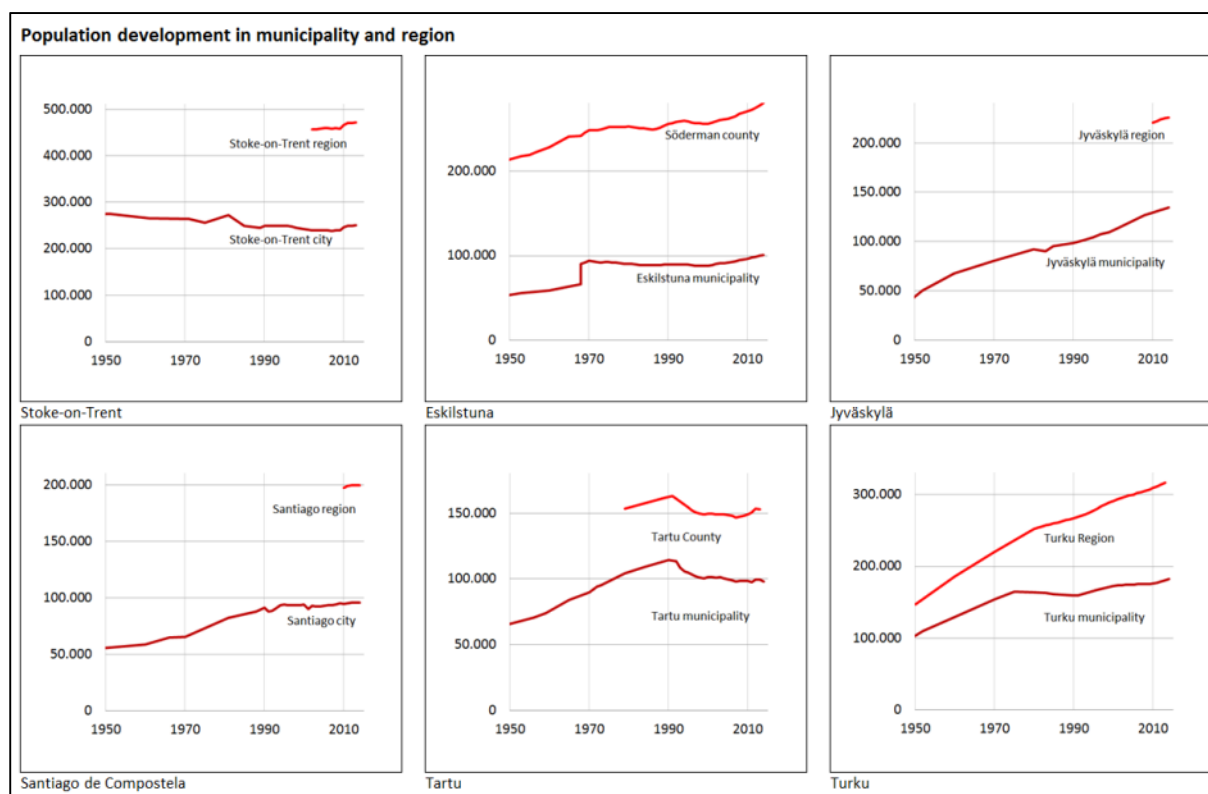 Population development in municipality and region
500.000
400.000
300.000
200.000
100.000
0
1950 1970 1990 2010
Stoke-on-Trent region
Stoke-on-Trent city
Stoke-on-Trent
200.000
100.000
0
1950 1970 1990 2010
Söderman county
Eskilstuna municipality
Eskilstuna
200.000
150.000
100.000
50.000
0
1950 1970 1990 2010
Jyväskylä region
Jyväskylä municipality
Jyväskylä
200.000
150.000
100.000
50.000
0
1950 1970 1990 2010
Santiago region
Santiago city
Santiago de Compostela
150.000
100.000
50.000
0
1950 1970 1990 2010
Tartu County
Tartu municipality
Tartu
300.000
200.000
100.000
0
1950 1970 1990 2010
Turku Region
Turku municipality
Turku